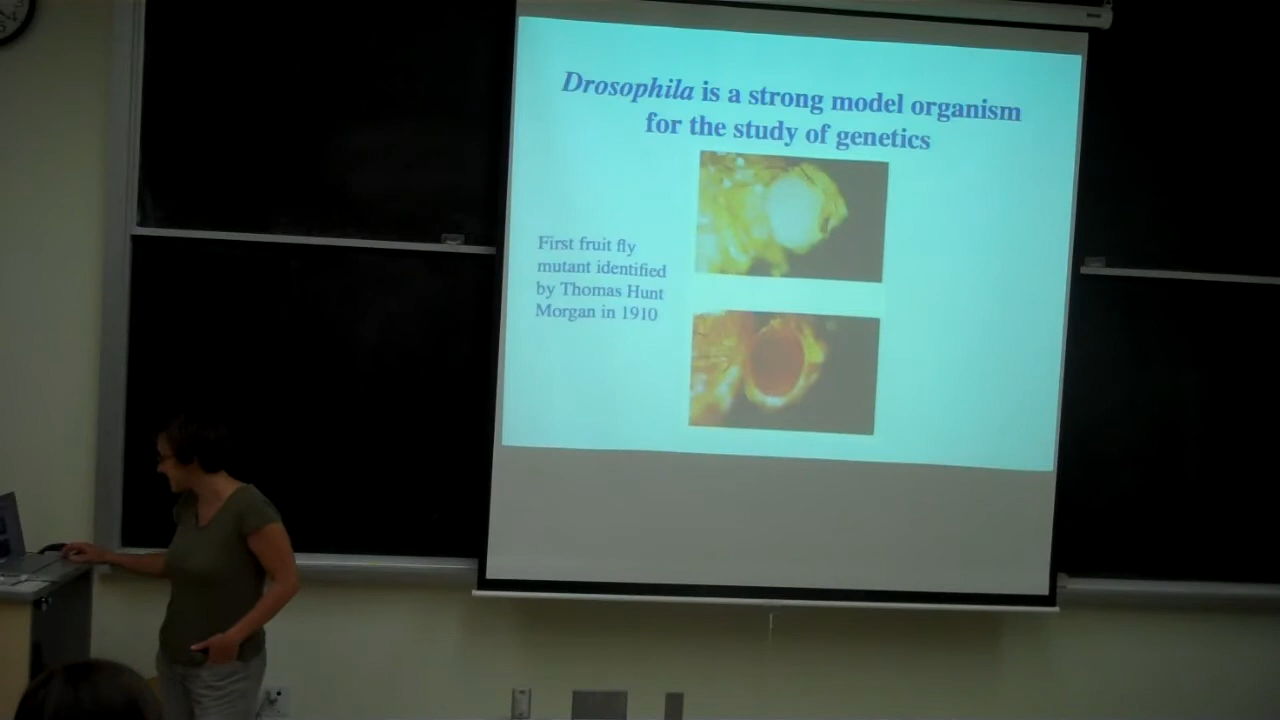 Drosophila is a strong model organism
for the study of genetics
First fruit fly
mutant identified
by Thomas Hunt
Morgan in 1910